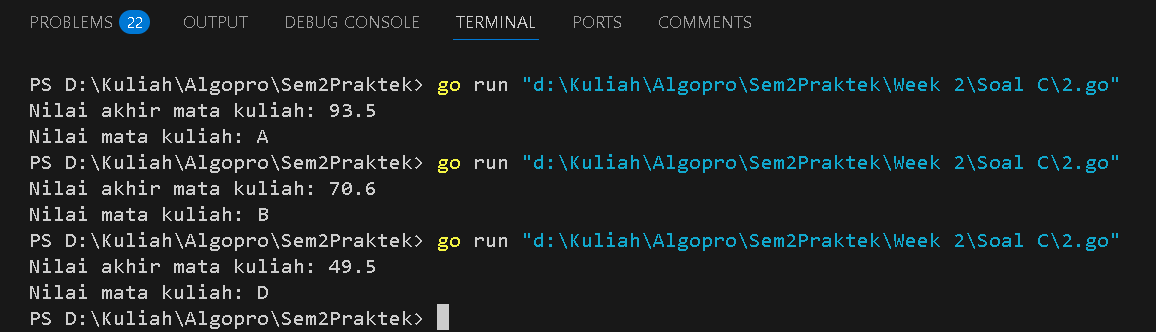 PROBLEMS 22 OUTPUT DEBUG CONSOLE TERMINAL PORTS COMMENTS
PS D:\Kuliah\Algopro\Sem2Praktek> go run "d:\Kuliah\Algopro\Sem2Praktek\Week 2\Soal C\2.go"
Nilai akhir mata kuliah: 93.5
Nilai mata kuliah: A
PS D:\Kuliah\Algopro\Sem2Praktek> go run "d:\Kuliah\Algopro\Sem2Praktek\Week 2\Soal C\2.go"
Nilai akhir mata kuliah: 70.6
Nilai mata kuliah: B
PS D:\Kuliah\Algopro\Sem2Praktek> go run "d:\Kuliah\Algopro\Sem2Praktek\Week 2\Soal C\2.go"
Nilai akhir mata kuliah: 49.5
Nilai mata kuliah: D
PS D:\Kuliah\Algopro\Sem2Praktek>